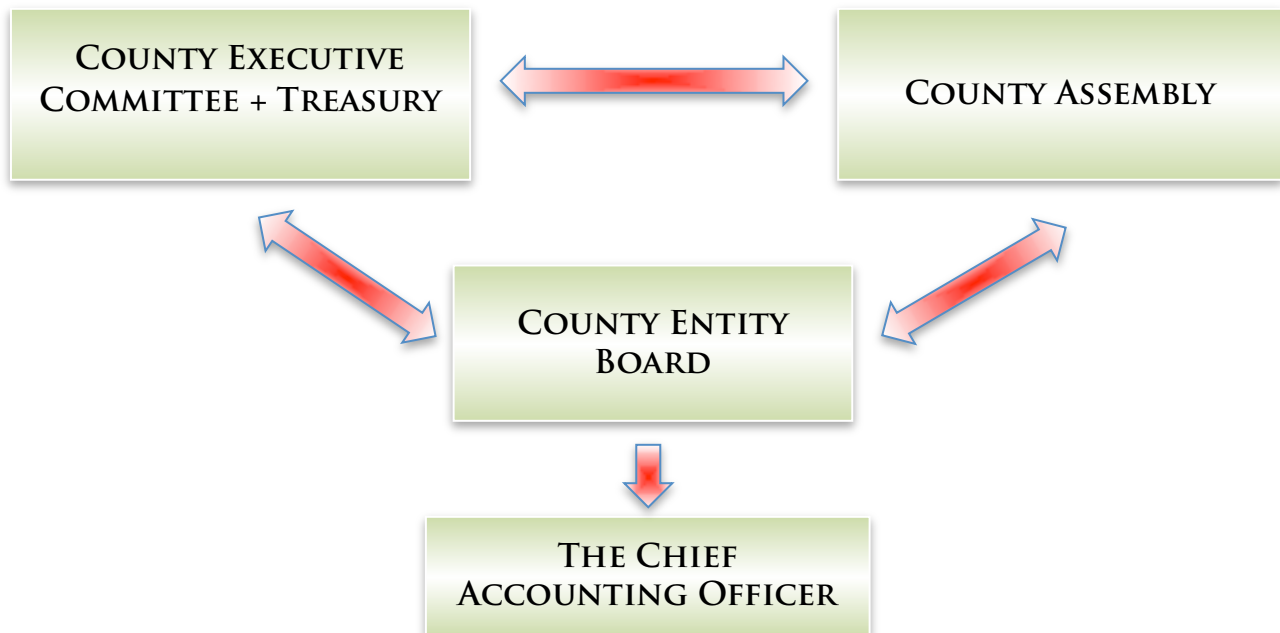 County Executive
Committee + Treasury
County Assembly
County Entity
Board
The Chief
Accounting Officer